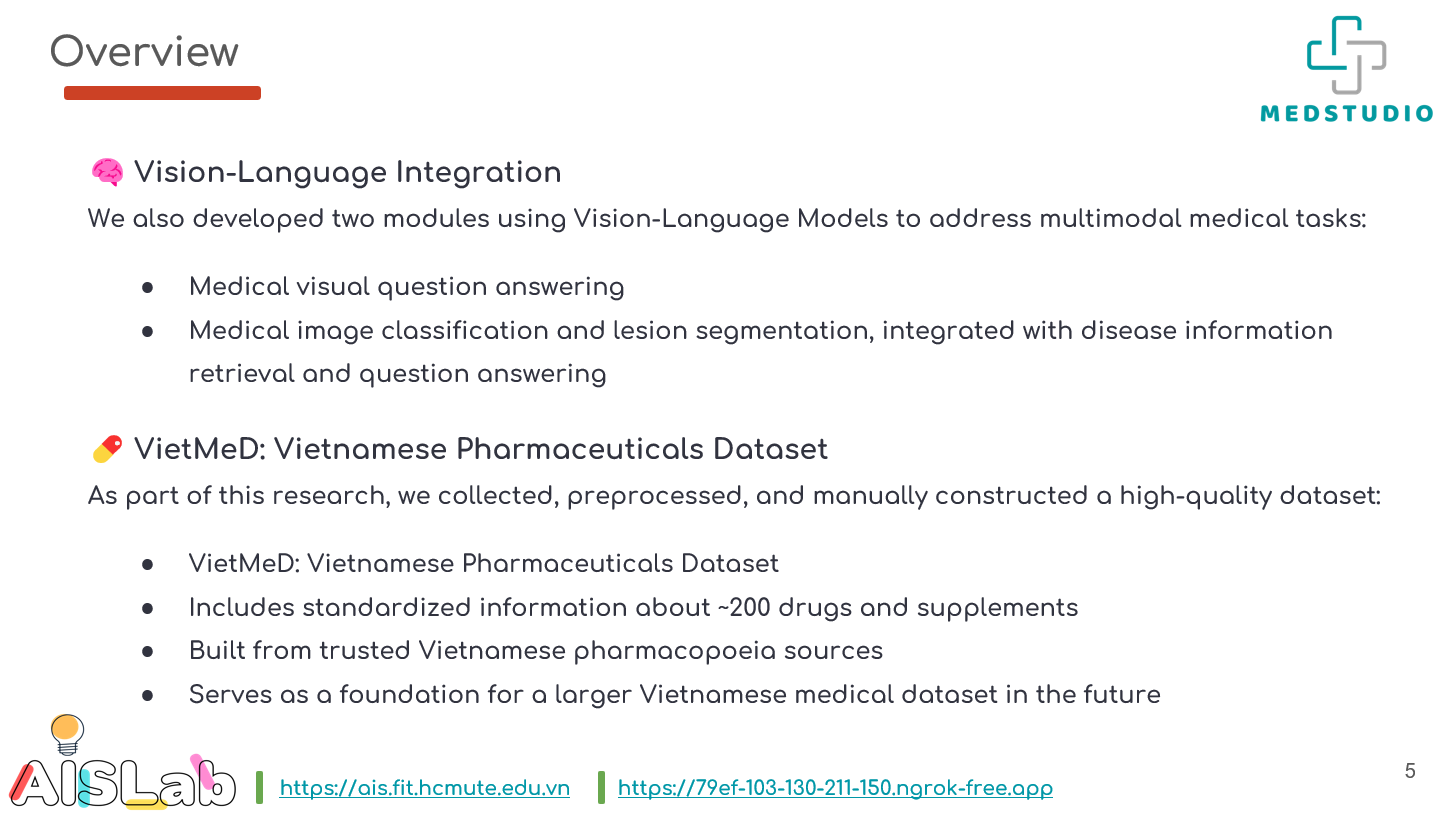 Overview
MEDSTUDIO
🧠 Vision-Language Integration
We also developed two modules using Vision-Language Models to address multimodal medical tasks:
● Medical visual question answering
● Medical image classification and lesion segmentation, integrated with disease information
retrieval and question answering
💊 VietMeD: Vietnamese Pharmaceuticals Dataset
As part of this research, we collected, preprocessed, and manually constructed a high-quality dataset:
● VietMeD: Vietnamese Pharmaceuticals Dataset
● Includes standardized information about ~200 drugs and supplements
● Built from trusted Vietnamese pharmacopoeia sources
● Serves as a foundation for a larger Vietnamese medical dataset in the future
AISLab
https://ais.fit.hcmute.edu.vn
https://79ef-103-130-211-150.ngrok-free.app
5